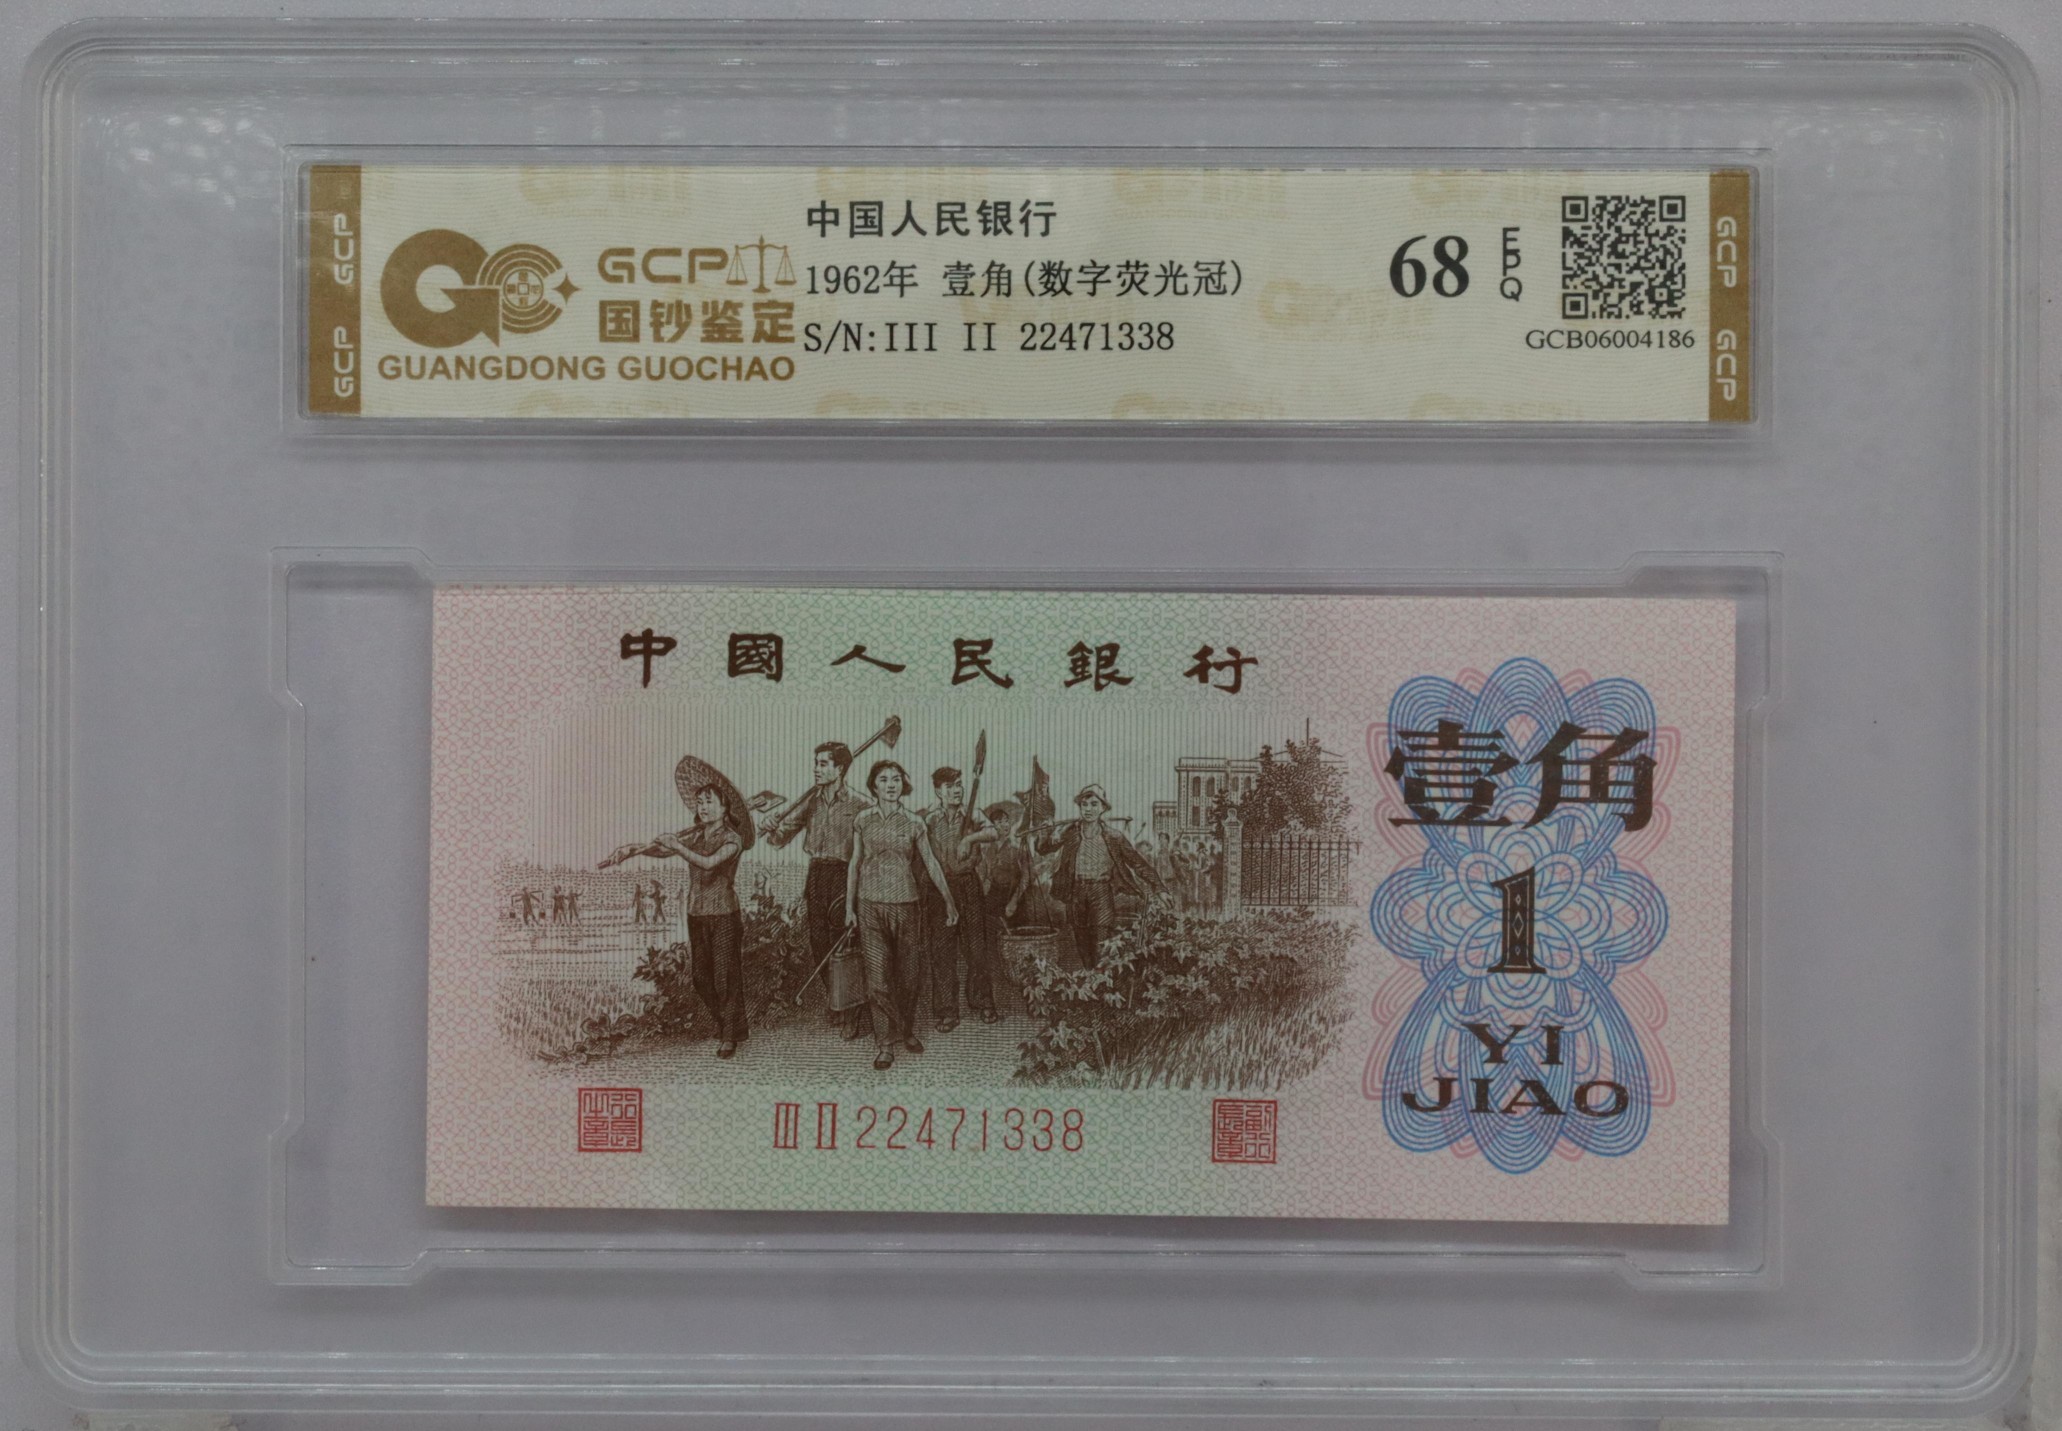 中国人民银行
1962年 壹角(数字荧光冠)
S/N:III II 22471338
GCP
国钞鉴定
GUANGDONG GUOCHAO
68
EPQ
GCB06004186
GCP
GCP
GCP
GCP
中國人民銀行
壹角
1
YI
JIAO
III II 22471338